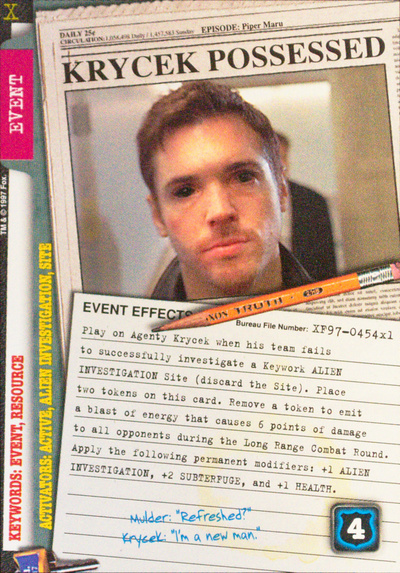 X
EVENT
TM & © 1997 Fox.
KEYWORDS: EVENT, RESOURCE
ACTIVATORS: ACTIVE, ALIEN INVESTIGATION, SITE
DAILY 25¢
EPISODE: Piper Maru
KRYCEK POSSESSED
EVENT EFFECTS
TRUTH
Bureau File Number: XF97-0454x1
Play on Agenty Krycek when his team fails
to successfully investigate a Keywork ALIEN
INVESTIGATION Site (discard the Site). Place
two tokens on this card. Remove a token to emit
a blast of energy that causes 6 points of damage
to all opponents during the Long Range Combat Round.
Apply the following permanent modifiers: +1 ALIEN
INVESTIGATION, +2 SUBTERFUGE, and +1 HEALTH.
Mulder: "Refreshed?"
Krycek: "I'm a new man."
4